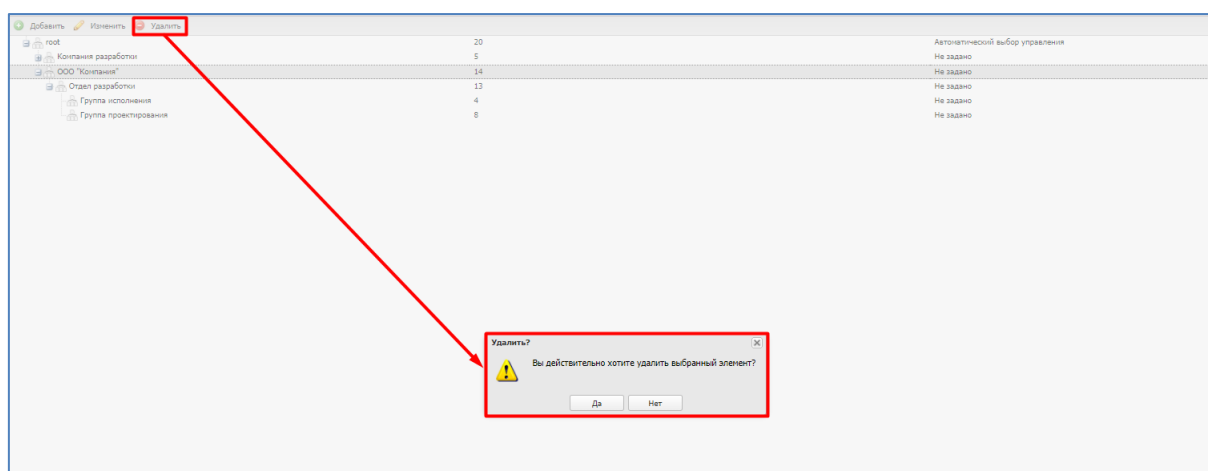 Добавить Изменить Удалить
root 20 Автоматический выбор управления
Компания разработки 5 Не задано
ООО "Компания" 14 Не задано
Отдел разработки 13 Не задано
Группа исполнения 4 Не задано
Группа проектирования 8 Не задано
Удалить?
Вы действительно хотите удалить выбранный элемент?
Да Нет